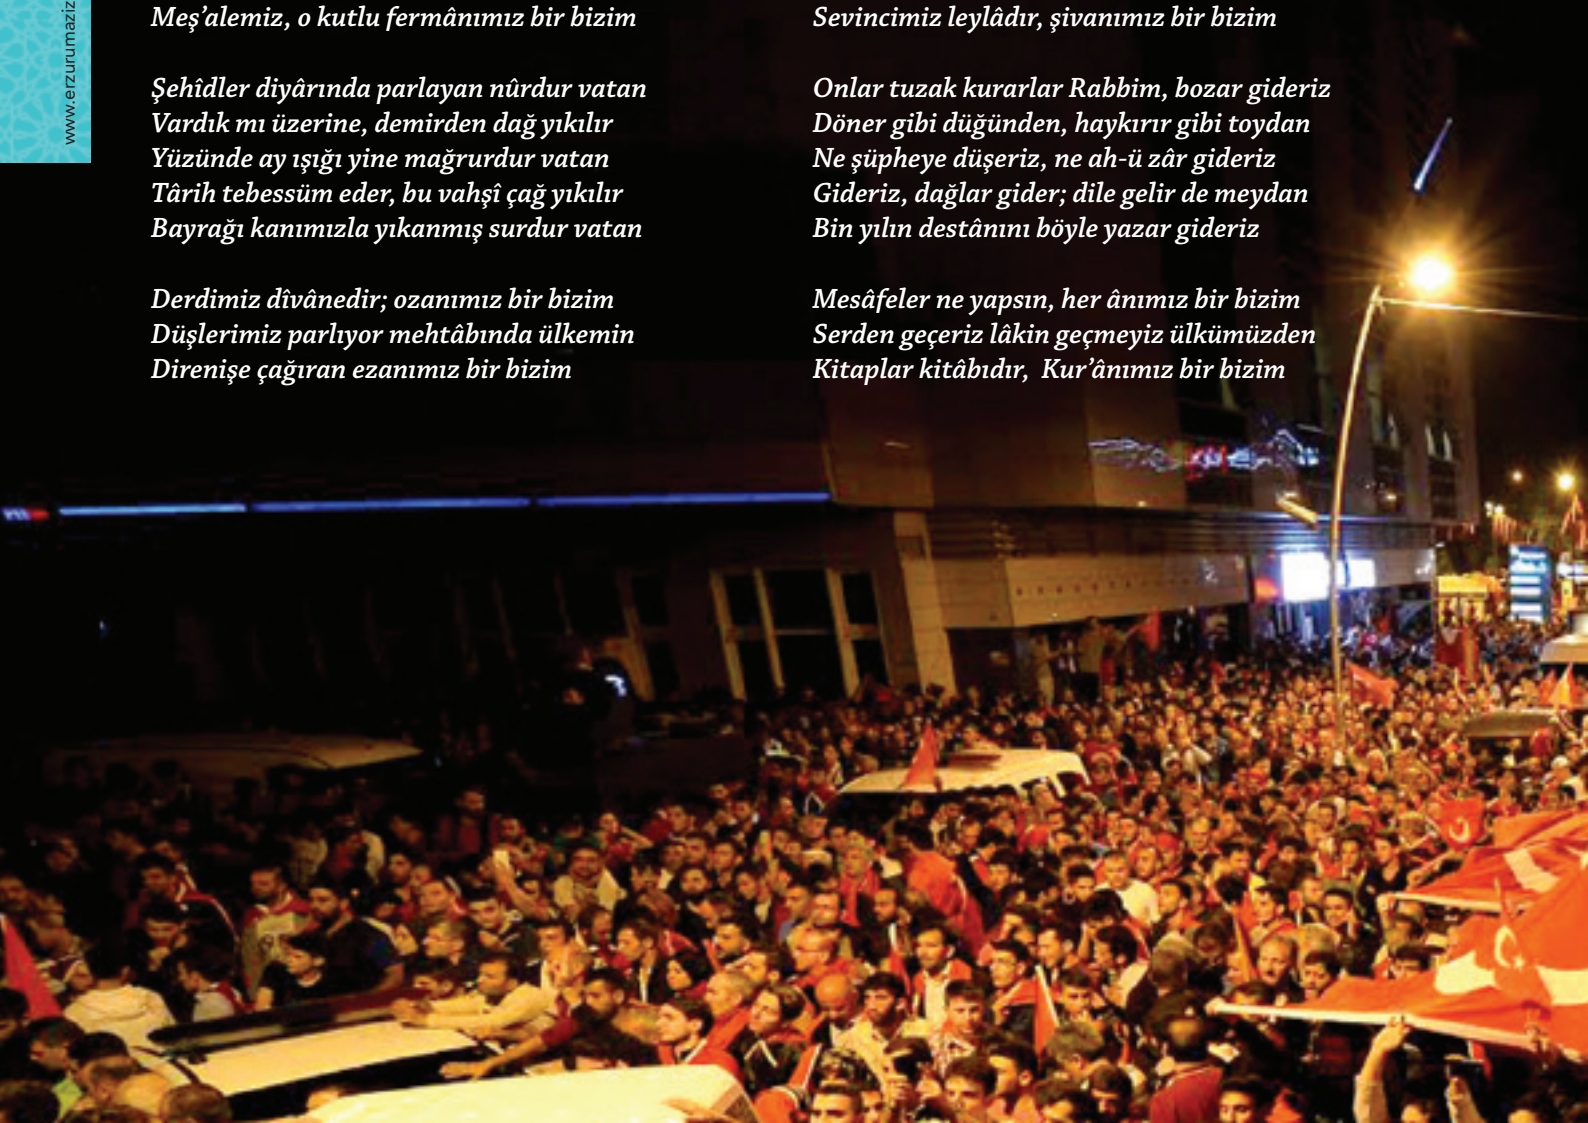 www.erzurumaziz
Meş’alemiz, o kutlu fermânımız bir bizim
Şehîdler diyârında parlayan nûrdur vatan
Vardık mı üzerine, demirden dağ yıkılır
Yüzünde ay ışığı yine mağrurdur vatan
Târih tebessüm eder, bu vahşî çağ yıkılır
Bayrağı kanımızla yıkanmış surdur vatan
Derdimiz dîvânedir; ozanımız bir bizim
Düşlerimiz parlıyor mehtâbında ülkemin
Direnişe çağıran ezanımız bir bizim
Sevincimiz leylâdır, şivanımız bir bizim
Onlar tuzak kurarlar Rabbim, bozar gideriz
Döner gibi düğünden, haykırır gibi toydan
Ne şüpheye düşeriz, ne ah-ü zâr gideriz
Gideriz, dağlar gider; dile gelir de meydan
Bin yılın destânını böyle yazar gideriz
Mesâfeler ne yapsın, her ânımız bir bizim
Serden geçeriz lâkin geçmeyiz ülkümüzden
Kitaplar kitâbıdır, Kur’ânımız bir bizim